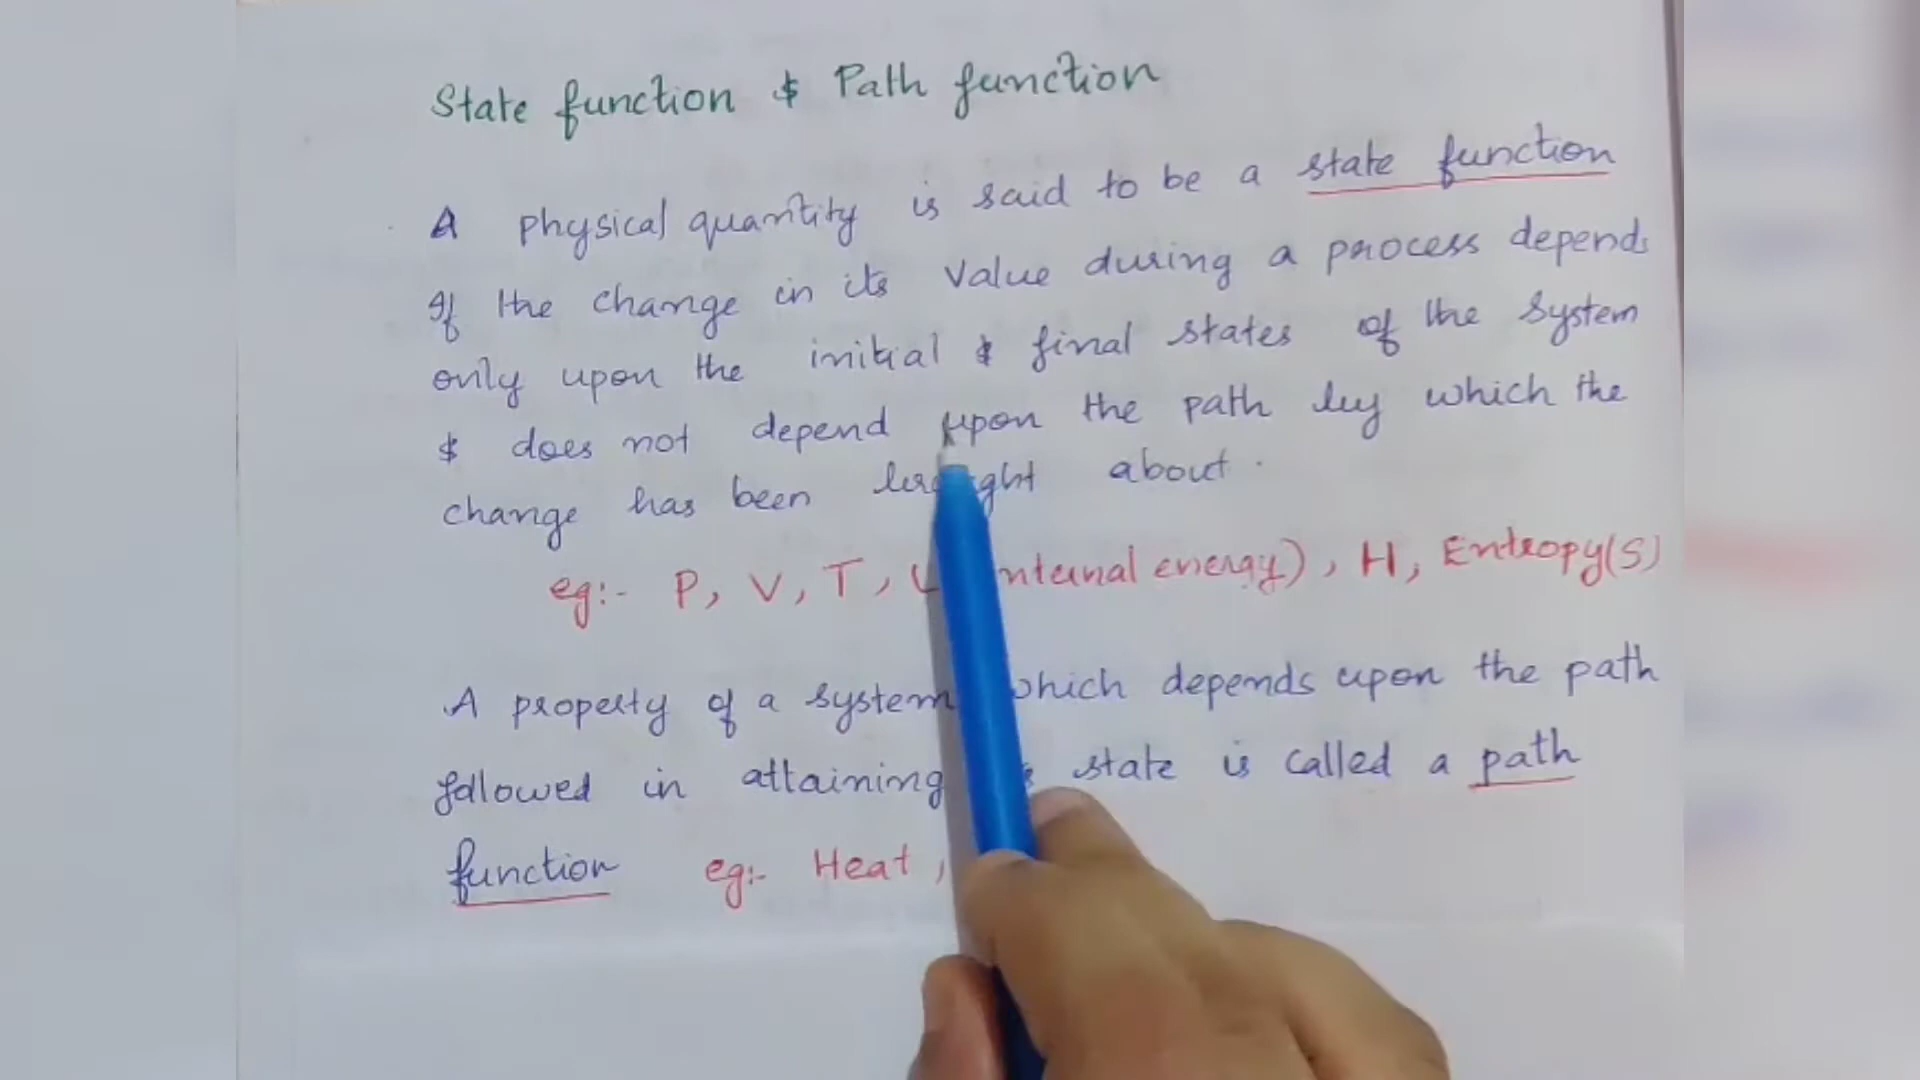 State function & Path function
A physical quantity is said to be a state function
If the change in its value during a process depends
only upon the initial & final states of the system
& does not depend upon the path by which the
change has been brought about.
eg:- P, V, T, U internal energy), H, Entropy(S)
A property of a system which depends upon the path
followed in attaining state is called a path
function eg:- Heat,